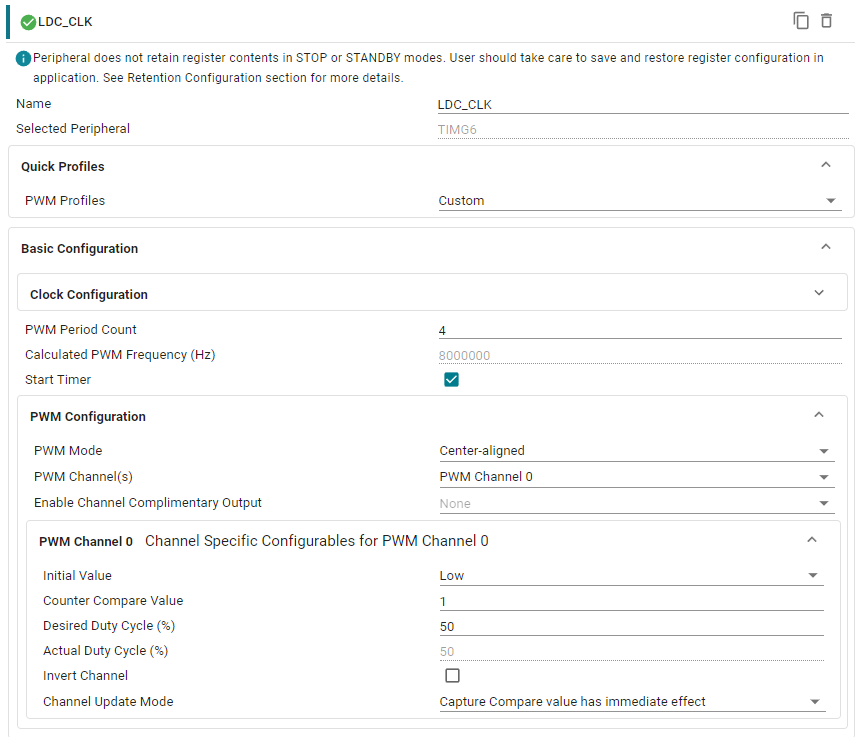 LDC_CLK
Peripheral does not retain register contents in STOP or STANDBY modes. User should take care to save and restore register configuration in
application. See Retention Configuration section for more details.
Name LDC_CLK
Selected Peripheral TIMG6
Quick Profiles
PWM Profiles Custom
Basic Configuration
Clock Configuration
PWM Period Count 4
Calculated PWM Frequency (Hz) 8000000
Start Timer
PWM Configuration
PWM Mode Center-aligned
PWM Channel(s) PWM Channel 0
Enable Channel Complimentary Output None
PWM Channel 0 Channel Specific Configurables for PWM Channel 0
Initial Value Low
Counter Compare Value 1
Desired Duty Cycle (%) 50
Actual Duty Cycle (%) 50
Invert Channel
Channel Update Mode Capture Compare value has immediate effect